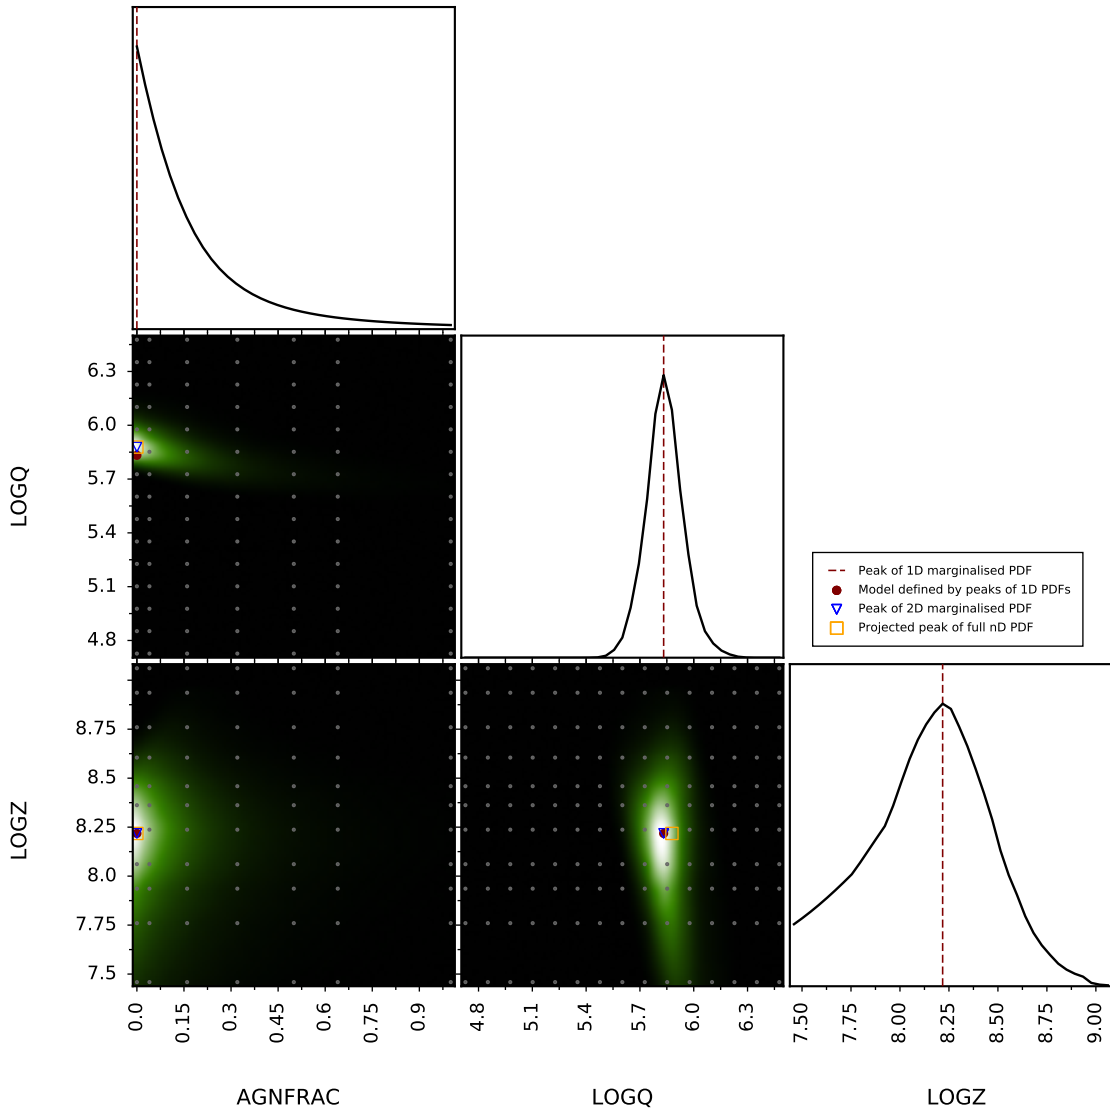 6.3
6.0
5.7
5.4
5.1
4.8
LOGQ
Peak of 1D marginalised PDF
Model defined by peaks of 1D PDFs
Peak of 2D marginalised PDF
Projected peak of full nD PDF
8.75
8.5
8.25
8.0
7.75
7.5
LOGZ
0.0 0.15 0.3 0.45 0.6 0.75 0.9
4.8 5.1 5.4 5.7 6.0 6.3
7.50 7.75 8.00 8.25 8.50 8.75 9.00
AGNFRAC LOGQ LOGZ